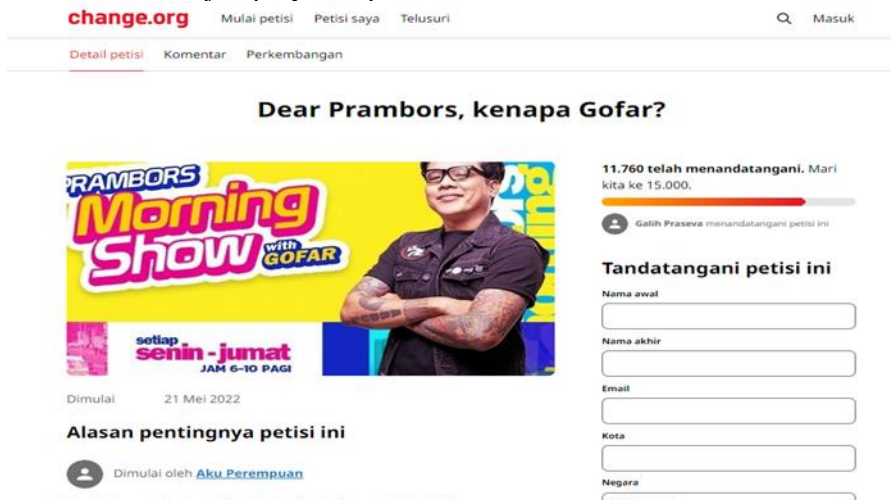 change.org Mulai petisi Petisi saya Telusuri Masuk
Detail petisi Komentar Perkembangan
Dear Prambors, kenapa Gofar?
PRAMBORS
Morning
Show with
GOFAR
setiap
senin - jumat
JAM 6-10 PAGI
Dimulai 21 Mei 2022
Alasan pentingnya petisi ini
Dimulai oleh Aku Perempuan
11.760 telah menandatangani. Mari
kita ke 15.000.
Galih Praseva menandatangani petisi ini
Tandatangani petisi ini
Nama awal
Nama akhir
Email
Kota
Negara